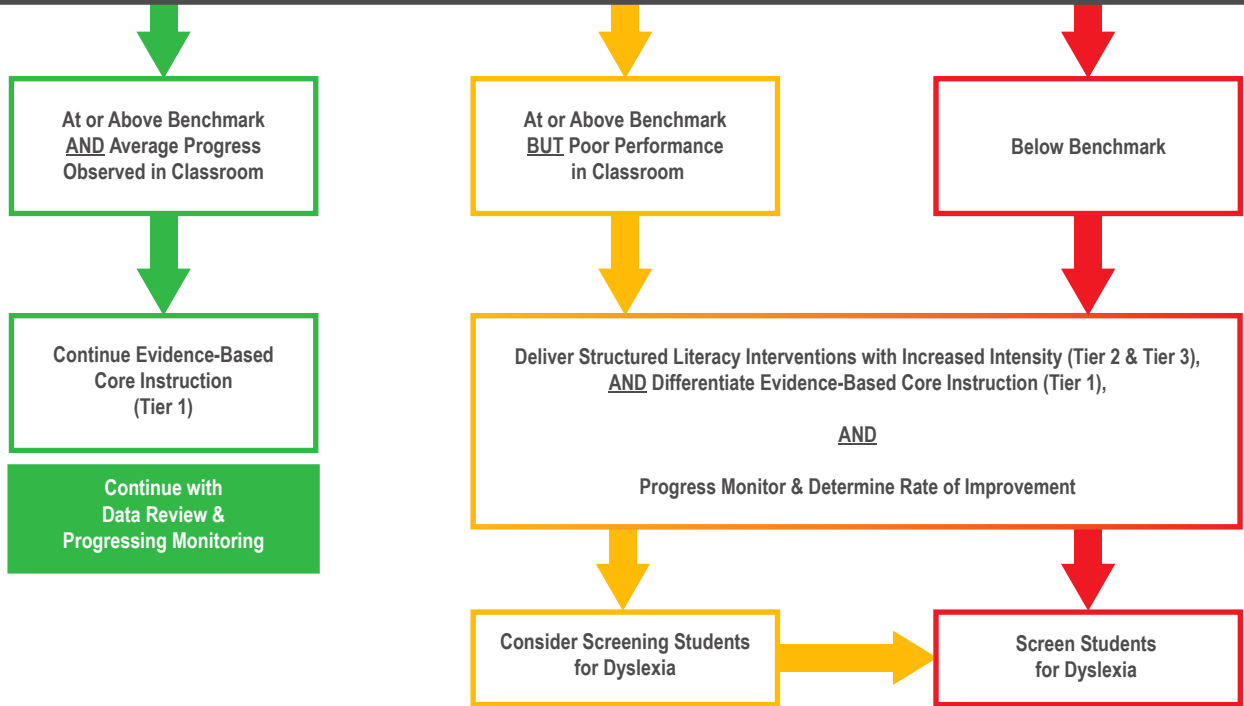 At or Above Benchmark
AND Average Progress
Observed in Classroom
At or Above Benchmark
BUT Poor Performance
in Classroom
Below Benchmark
Continue Evidence-Based
Core Instruction
(Tier 1)
Deliver Structured Literacy Interventions with Increased Intensity (Tier 2 & Tier 3),
AND Differentiate Evidence-Based Core Instruction (Tier 1),
AND
Progress Monitor & Determine Rate of Improvement
Continue with
Data Review &
Progressing Monitoring
Consider Screening Students
for Dyslexia
Screen Students
for Dyslexia